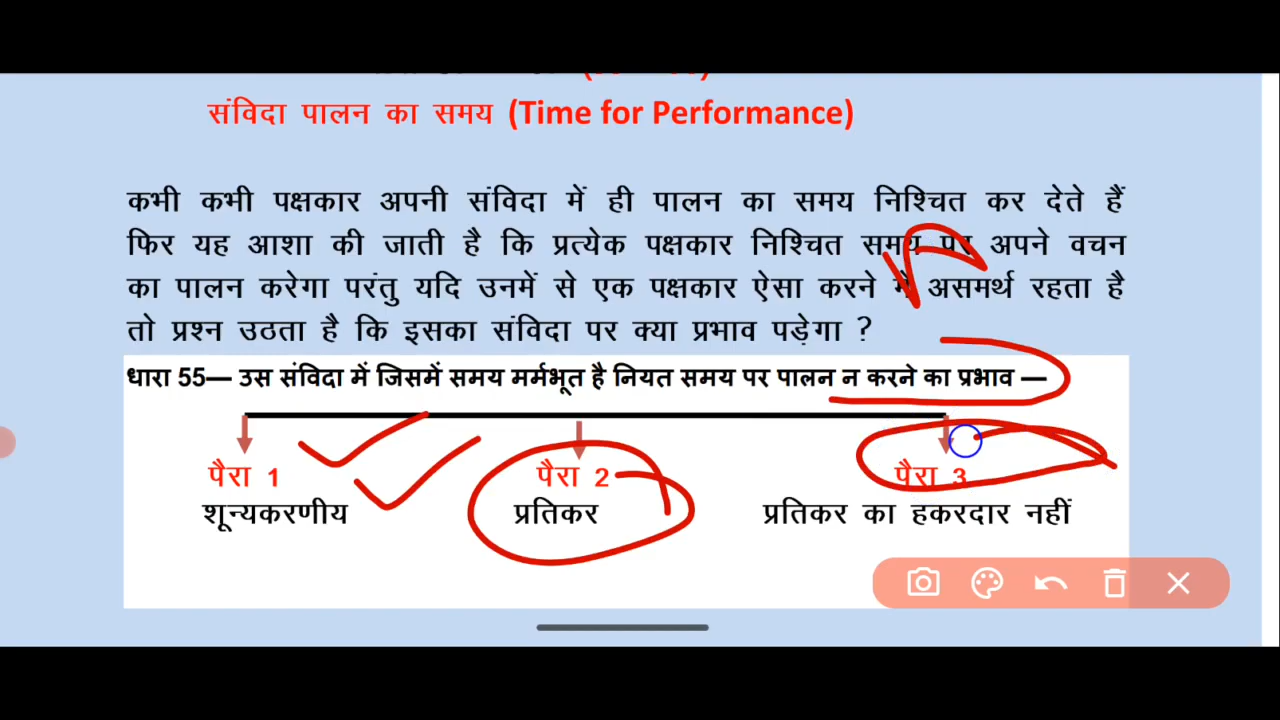 संविदा पालन का समय (Time for Performance)
कभी कभी पक्षकार अपनी संविदा में ही पालन का समय निश्चित कर देते हैं
फिर यह आशा की जाती है कि प्रत्येक पक्षकार निश्चित समय पर अपने वचन
का पालन करेगा परंतु यदि उनमें से एक पक्षकार ऐसा करने में असमर्थ रहता है
तो प्रश्न उठता है कि इसका संविदा पर क्या प्रभाव पड़ेगा ?
धारा 55— उस संविदा में जिसमें समय मर्मभूत है नियत समय पर पालन न करने का प्रभाव —
पैरा 1 पैरा 2 पैरा 3
शून्यकरणीय प्रतिकर प्रतिकर का हकरदार नहीं